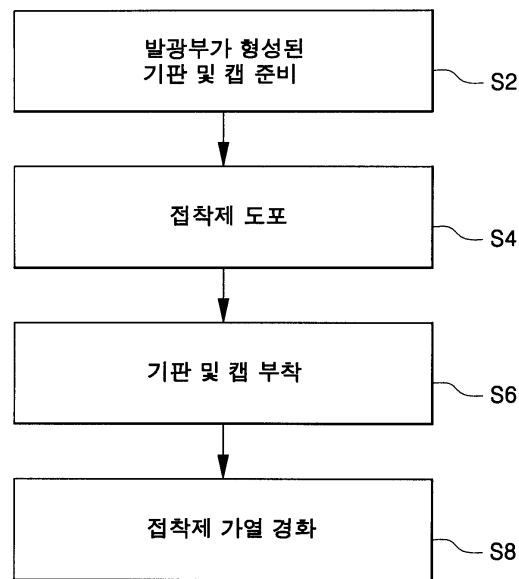 발광부가 형성된
기판 및 캡 준비
S2
접착제 도포
S4
기판 및 캡 부착
S6
접착제 가열 경화
S8